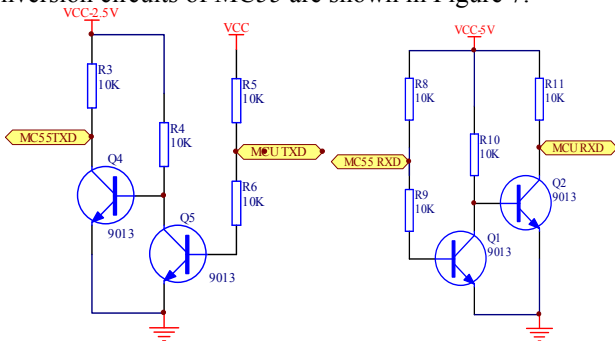 nversion circuits of MC55 are shown in Figure 7.
VCC-2.5V
R3
10K
MC55TXD
Q4
9013
R4
10K
Q5
9013
VCC
R5
10K
MCU TXD
R6
10K
VCC-5V
R8
10K
MC55 RXD
R9
10K
R10
10K
Q1
9013
R11
10K
MCU RXD
Q2
9013